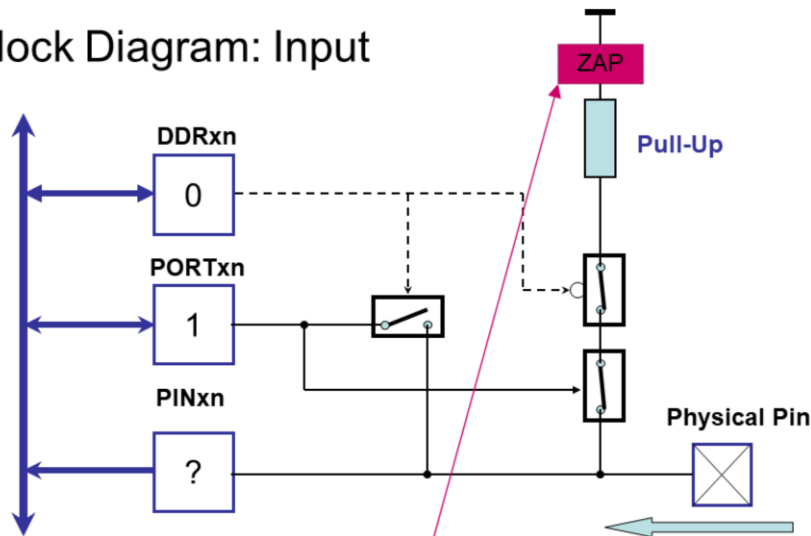 lock Diagram: Input
ZAP
DDRxn
Pull-Up
0
PORTxn
1
PINxn
Physical Pin
?